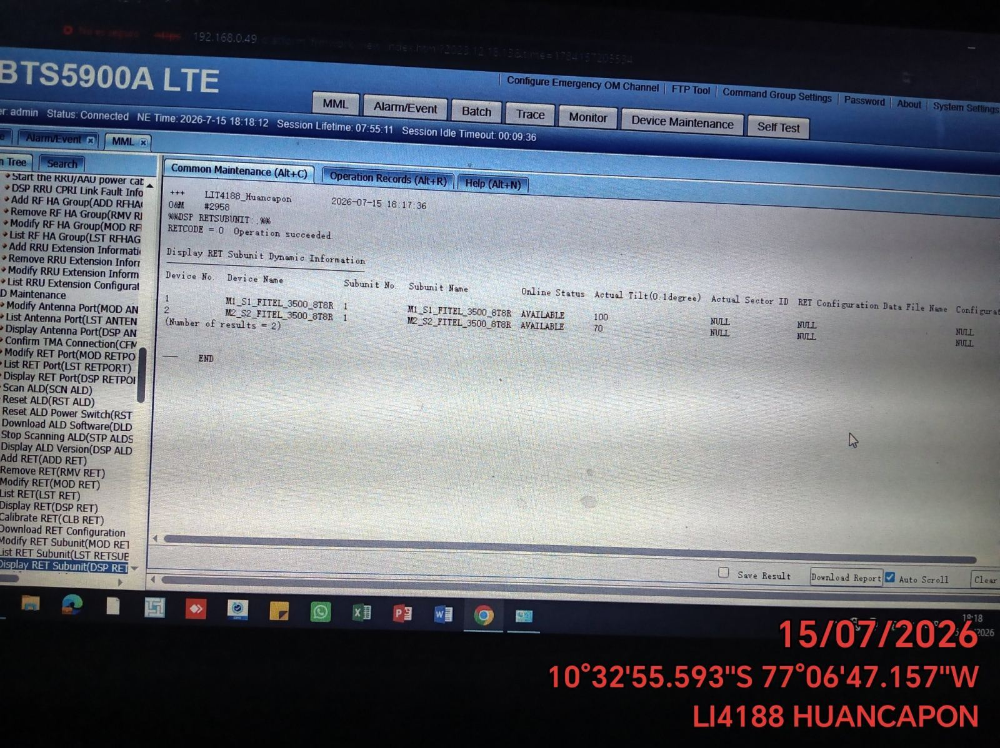 192.168.0.49
BTS5900A LTE
Configure Emergency OM Channel | FTP Tool | Command Group Settings | Password | About | System Settings
MML Alarm/Event Batch Trace Monitor Device Maintenance Self Test
er: admin Status: Connected NE Time: 2026-7-15 18:18:12 Session Lifetime: 07:55:11 Session Idle Timeout: 00:09:36
Alarm/Event MML
n Tree Search
Common Maintenance (Alt+C) Operation Records (Alt+R) Help (Alt+N)
Start the RRU/AAU power cab
DSP RRU CPRI Link Fault Info
Add RF HA Group(ADD RFHA
Remove RF HA Group(RMV RF
Modify RF HA Group(MOD RF
List RF HA Group(LST RFHAG
Add RRU Extension Informati
Remove RRU Extension Inforr
Modify RRU Extension Inform
List RRU Extension Configurat
D Maintenance
Modify Antenna Port(MOD AN
List Antenna Port(LST ANTEN
Display Antenna Port(DSP AN
Confirm TMA Connection(CFM
Modify RET Port(MOD RETPO
List RET Port(LST RETPORT)
Display RET Port(DSP RETPOI
Scan ALD(SCN ALD)
Reset ALD(RST ALD)
Reset ALD Power Switch(RST
Download ALD Software(DLD
Stop Scanning ALD(STP ALDS
Display ALD Version(DSP ALD
Add RET(ADD RET)
Remove RET(RMV RET)
Modify RET(MOD RET)
List RET(LST RET)
Display RET(DSP RET)
Calibrate RET(CLB RET)
Download RET Configuration
Modify RET Subunit(MOD RET
List RET Subunit(LST RETSUB
Display RET Subunit(DSP RET
+++ LIT4188_Huancapon 2026-07-15 18:17:36
O&M #2958
%%DSP RETSUBUNIT:;%%
RETCODE = 0 Operation succeeded.
Display RET Subunit Dynamic Information
Device No. Device Name Subunit No. Subunit Name Online Status Actual Tilt(0.1degree) Actual Sector ID RET Configuration Data File Name Configurat
1 M1_S1_FITEL_3500_8T8R 1 M1_S1_FITEL_3500_8T8R AVAILABLE 100 NULL NULL NULL
2 M2_S2_FITEL_3500_8T8R 1 M2_S2_FITEL_3500_8T8R AVAILABLE 70 NULL NULL NULL
(Number of results = 2)
--- END
Save Result Download Report Auto Scroll Clear
18:18
15/07/2026
10°32'55.593"S 77°06'47.157"W
LI4188 HUANCAPON